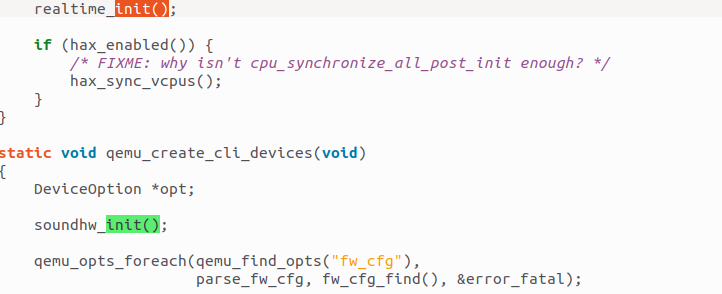 realtime_init();
if (hax_enabled()) {
/* FIXME: why isn't cpu_synchronize_all_post_init enough? */
hax_sync_vcpus();
}
}
static void qemu_create_cli_devices(void)
{
DeviceOption *opt;
soundhw_init();
qemu_opts_foreach(qemu_find_opts("fw_cfg"),
parse_fw_cfg, fw_cfg_find(), &error_fatal);